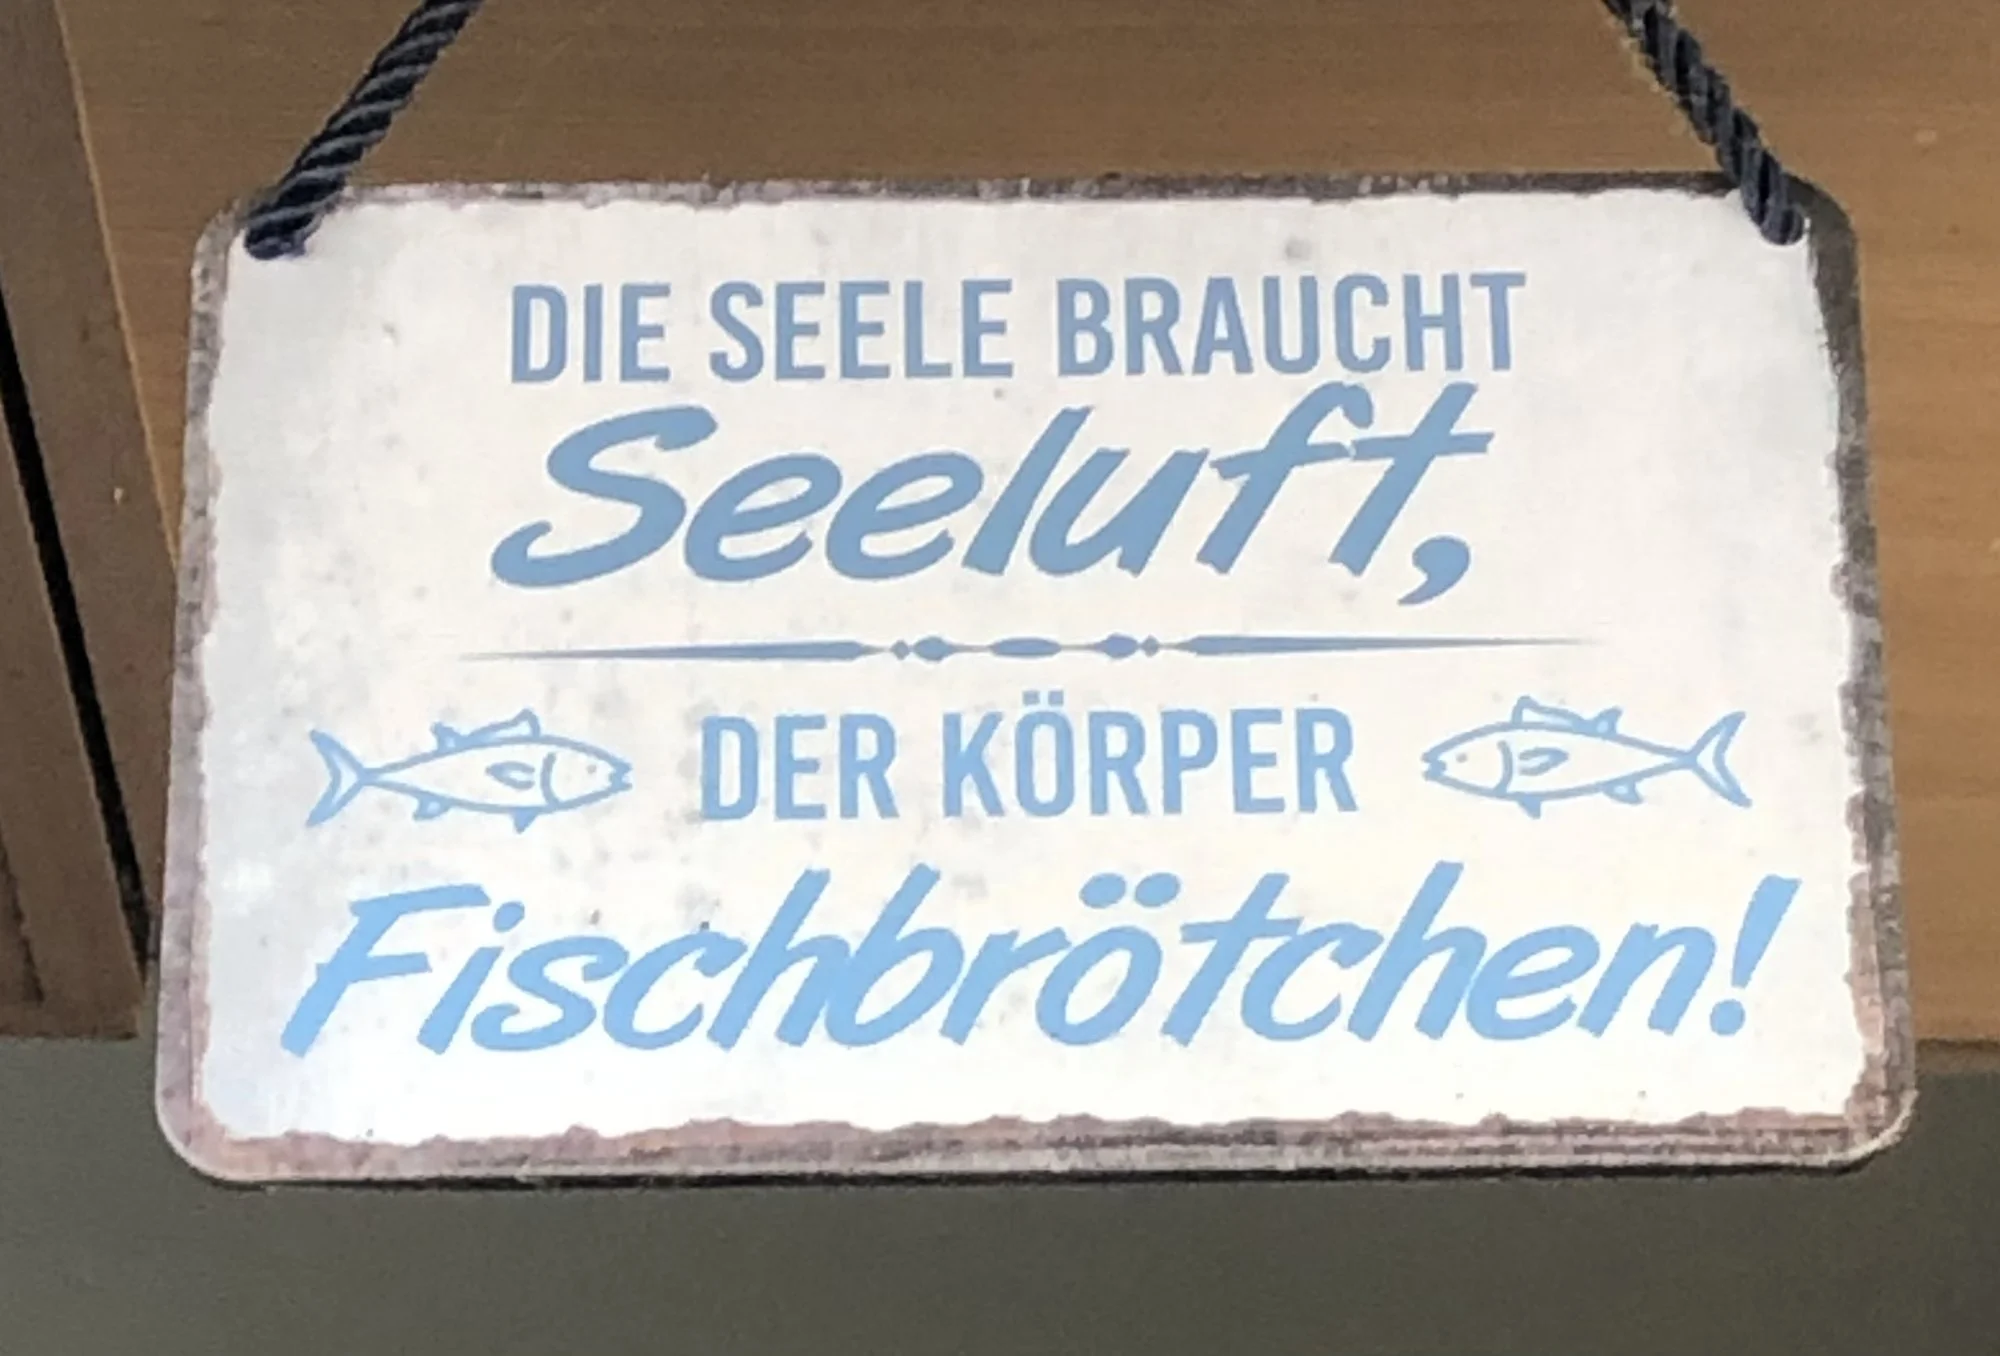 DIE SEELE BRAUCHT
Seeluft,
DER KÖRPER
Fischbrötchen!